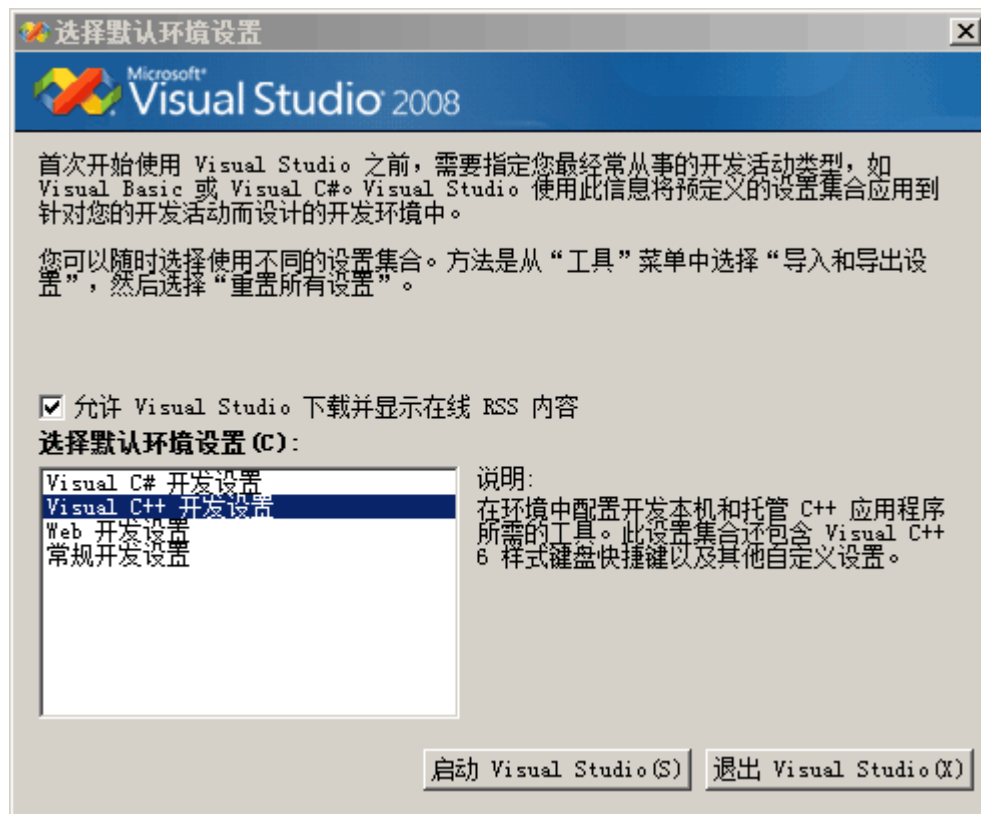 选择默认环境设置
Microsoft
Visual Studio 2008
首次开始使用 Visual Studio 之前，需要指定您最经常从事的开发活动类型，如
Visual Basic 或 Visual C#。Visual Studio 使用此信息将预定义的设置集合应用到
针对您的开发活动而设计的开发环境中。
您可以随时选择使用不同的设置集合。方法是从“工具”菜单中选择“导入和导出设
置”，然后选择“重置所有设置”。
允许 Visual Studio 下载并显示在线 RSS 内容
选择默认环境设置(C):
Visual C# 开发设置
Visual C++ 开发设置
Web 开发设置
常规开发设置
说明:
在环境中配置开发本机和托管 C++ 应用程序
所需的工具。此设置集合还包含 Visual C++
6 样式键盘快捷键以及其他自定义设置。
启动 Visual Studio(S)
退出 Visual Studio(X)